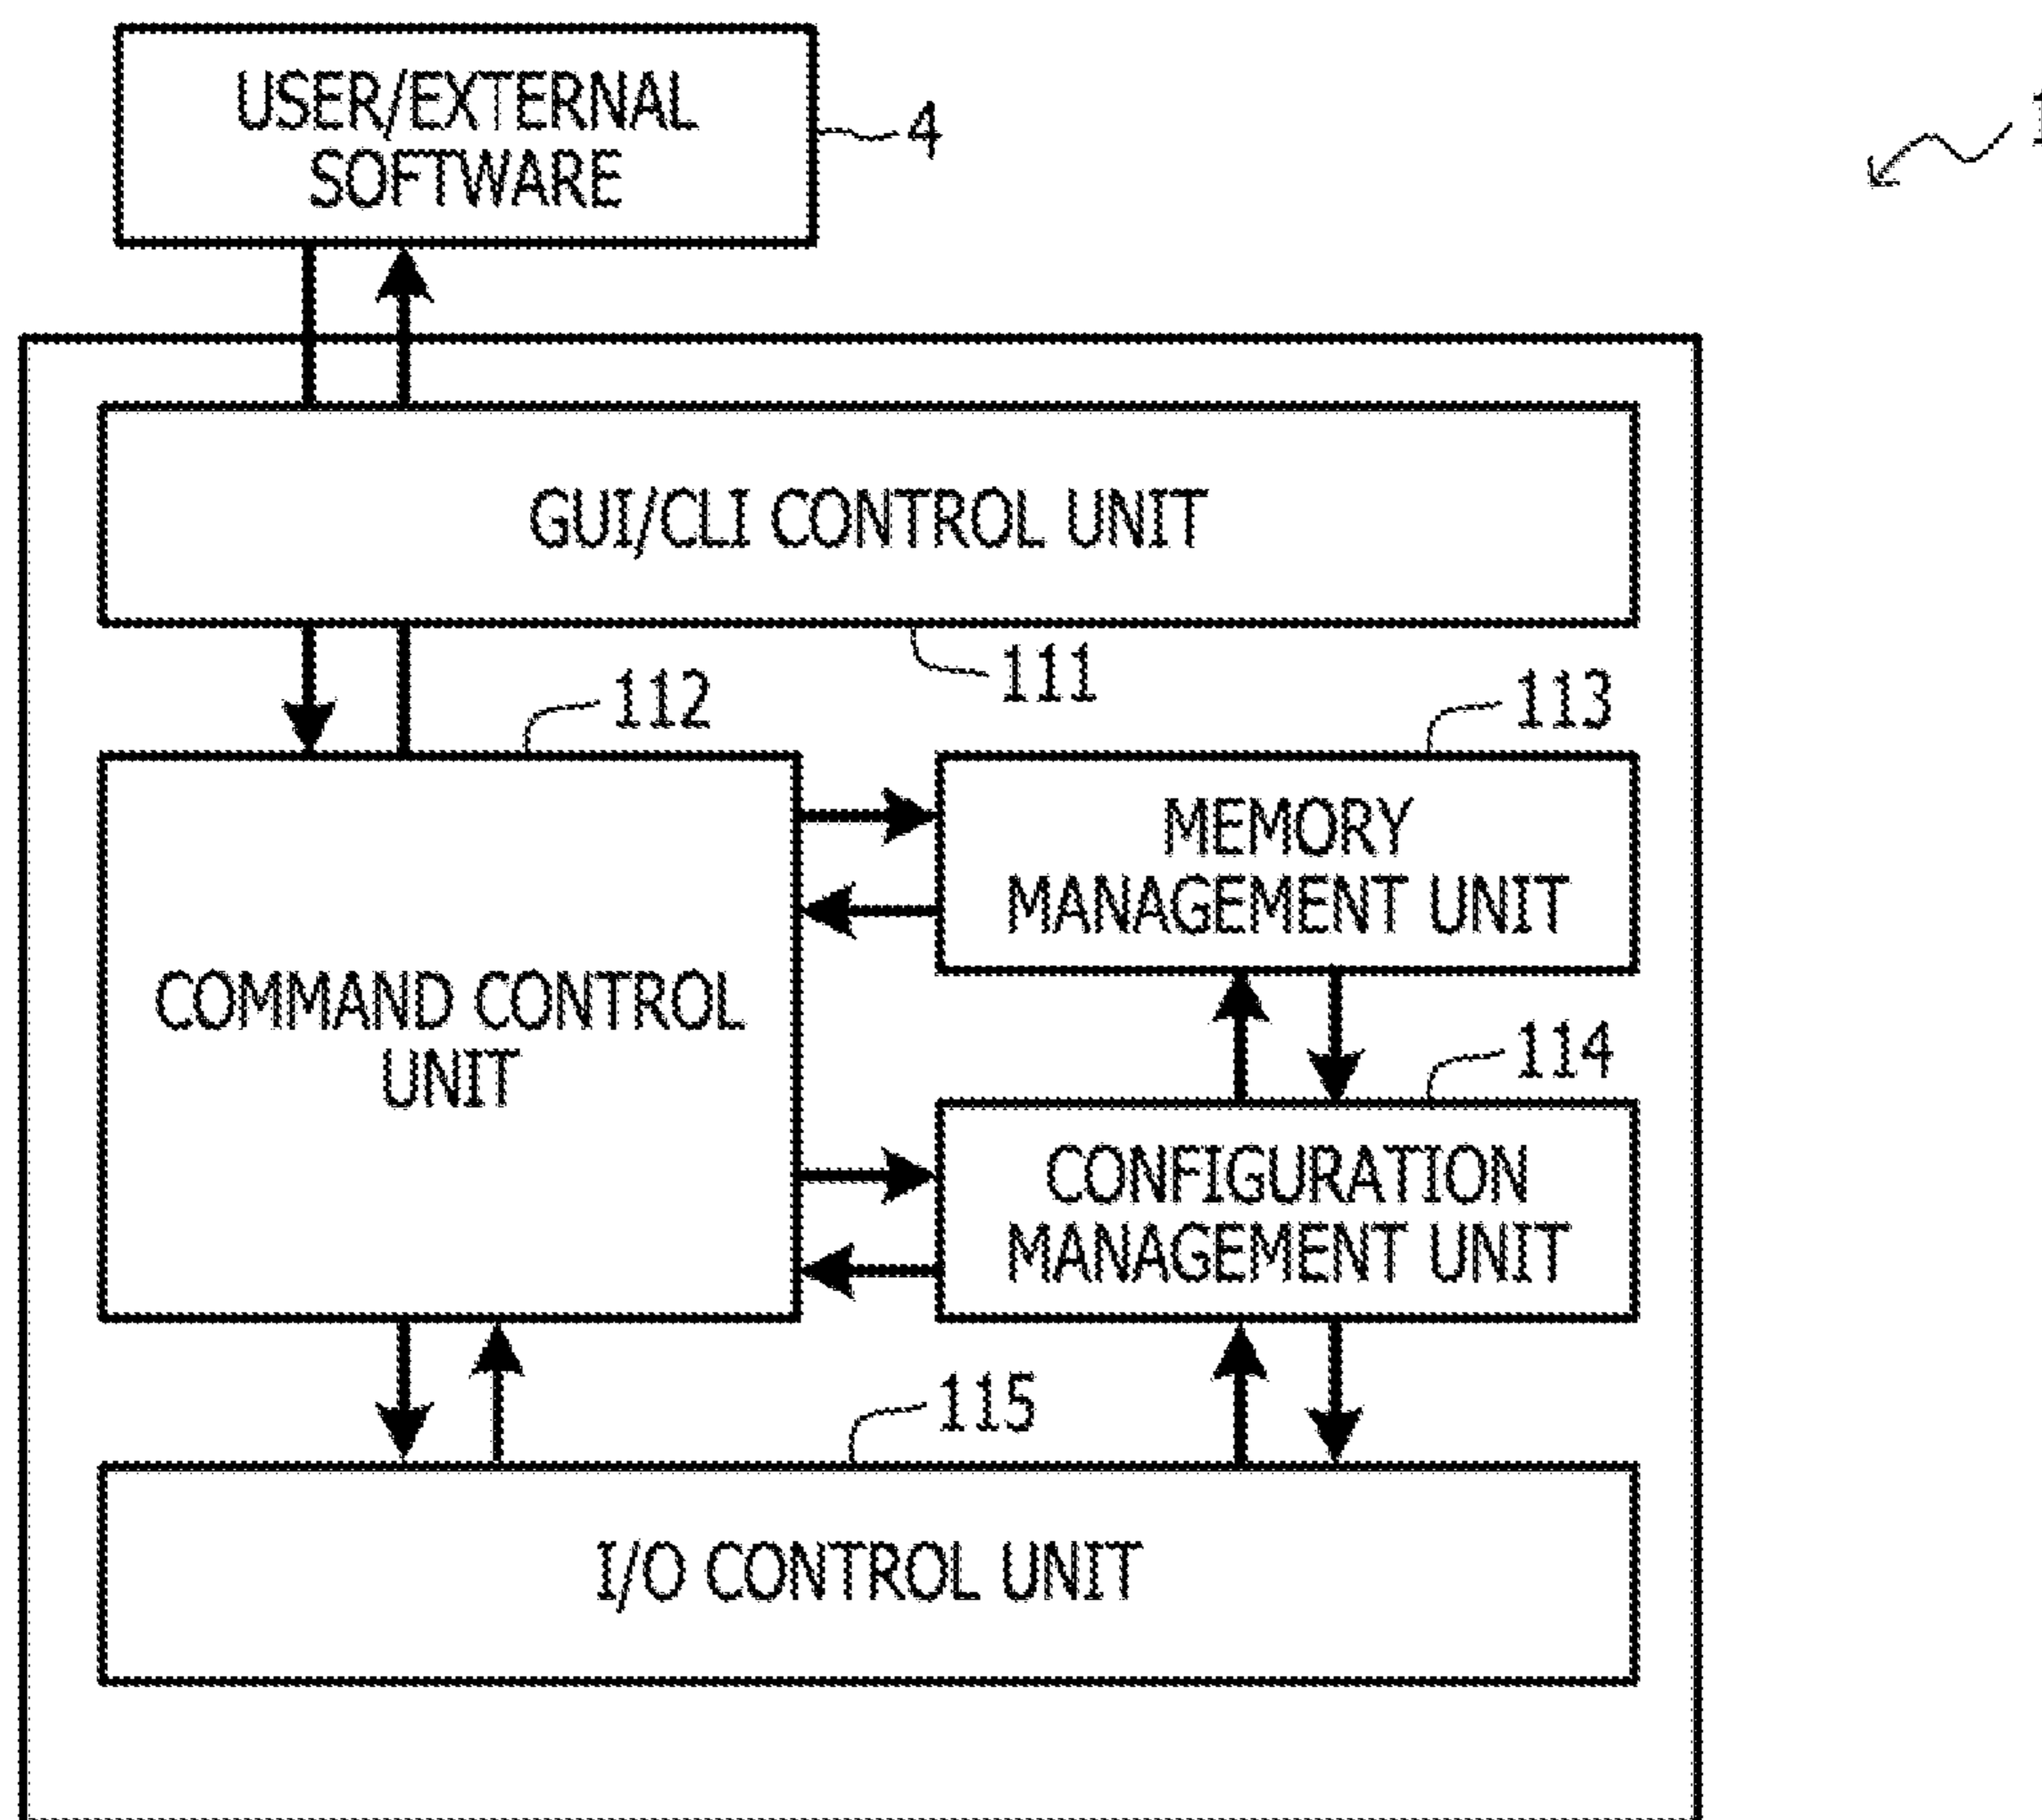 USER/EXTERNAL
SOFTWARE
4
1
GUI/CLI CONTROL UNIT
111
112
113
MEMORY
MANAGEMENT UNIT
COMMAND CONTROL
UNIT
114
CONFIGURATION
MANAGEMENT UNIT
115
I/O CONTROL UNIT